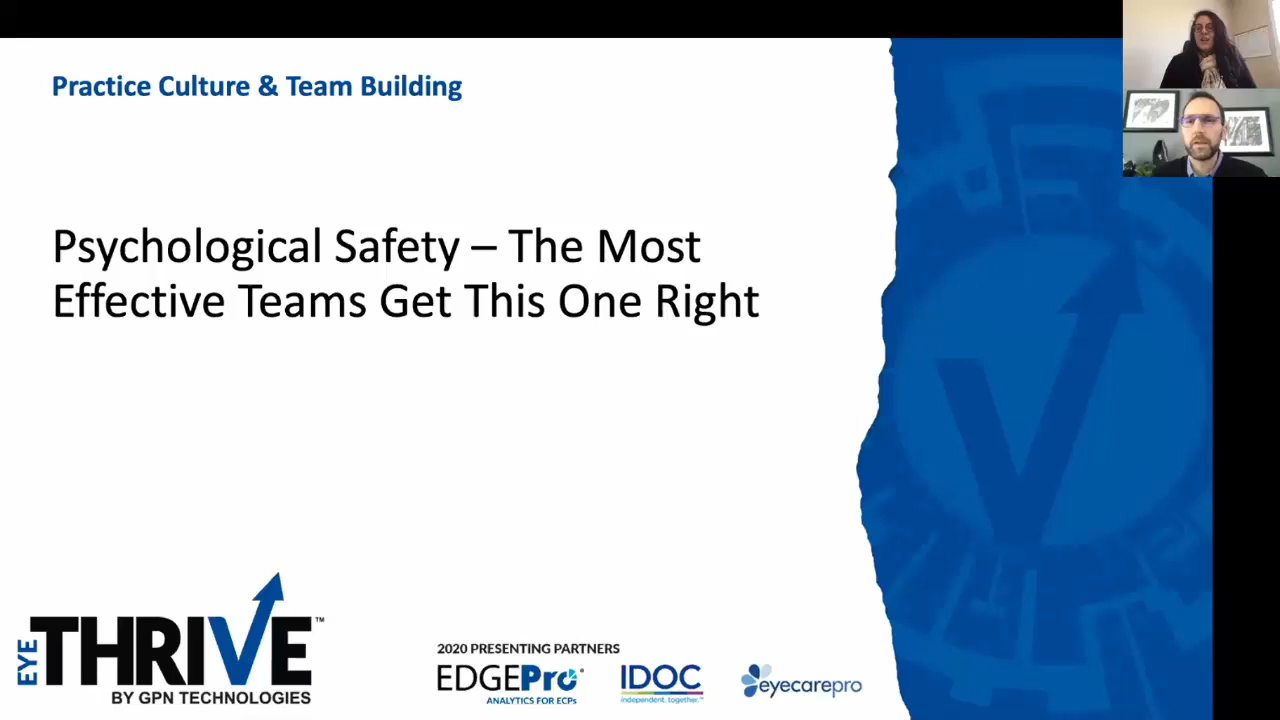 Practice Culture & Team Building
Psychological Safety – The Most
Effective Teams Get This One Right
EYE THRIVE™
BY GPN TECHNOLOGIES
2020 PRESENTING PARTNERS
EDGEPro®
ANALYTICS FOR ECPs
IDOC
independent. together.™
eyecarepro